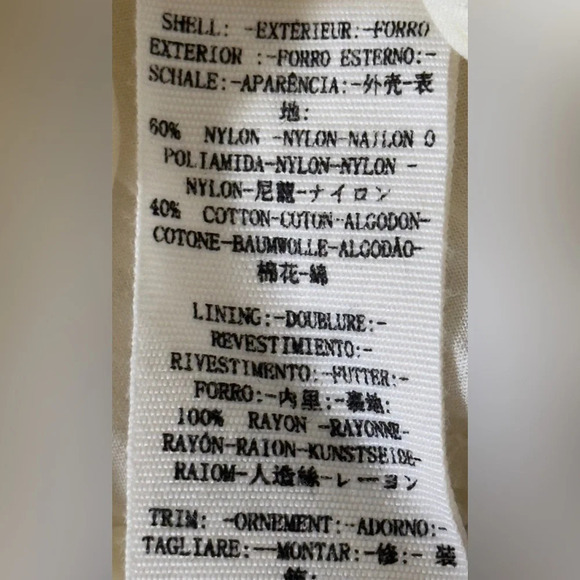 SHELL: -EXTÉRIEUR:-FORRO
EXTERIOR :-FORRO ESTERNO:-
SCHALE:-APARÊNCIA:-外壳-表
地:
60% NYLON -NYLON-NAILON O
POLIAMIDA-NYLON-NYLON -
NYLON-尼龍-ナイロン
40% COTTON-COTON-ALGODON-
COTONE-BAUMWOLLE-ALGODÃO-
棉花-綿
LINING:-DOUBLURE:-
REVESTIMIENTO:-
RIVESTIMENTO:-FUTTER:-
FORRO:-内里:-裏地:
100% RAYON -RAYONNE-
RAYÓN-RAION-KUNSTSEIDE-
RAIOM-人造絲-レーヨン
TRIM: -ORNEMENT:-ADORNO:-
TAGLIARE:-MONTAR:-修:- 装
飾: